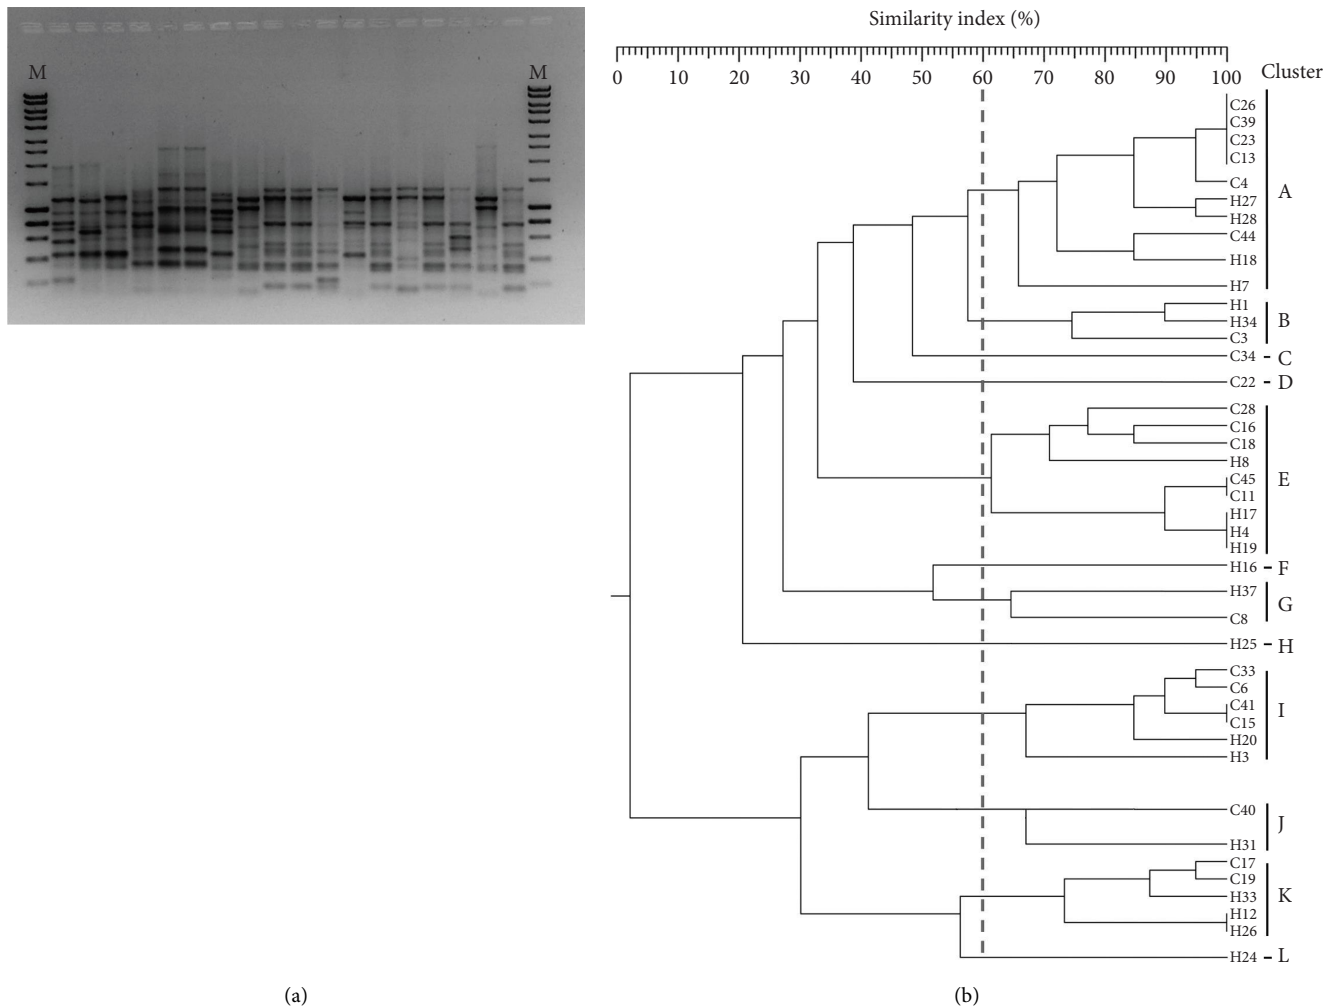 M
M
(a)
Similarity index (%)
0 10 20 30 40 50 60 70 80 90 100
Cluster
C26
C39
C23
C13
C4
H27
H28
C44
H18
H7
A
H1
H34
C3
B
C34
C
C22
D
C28
C16
C18
H8
C45
C11
H17
H4
H19
E
H16
F
H37
C8
G
H25
H
C33
C6
C41
C15
H20
H3
I
C40
H31
J
C17
C19
H33
H12
H26
K
H24
L
(b)